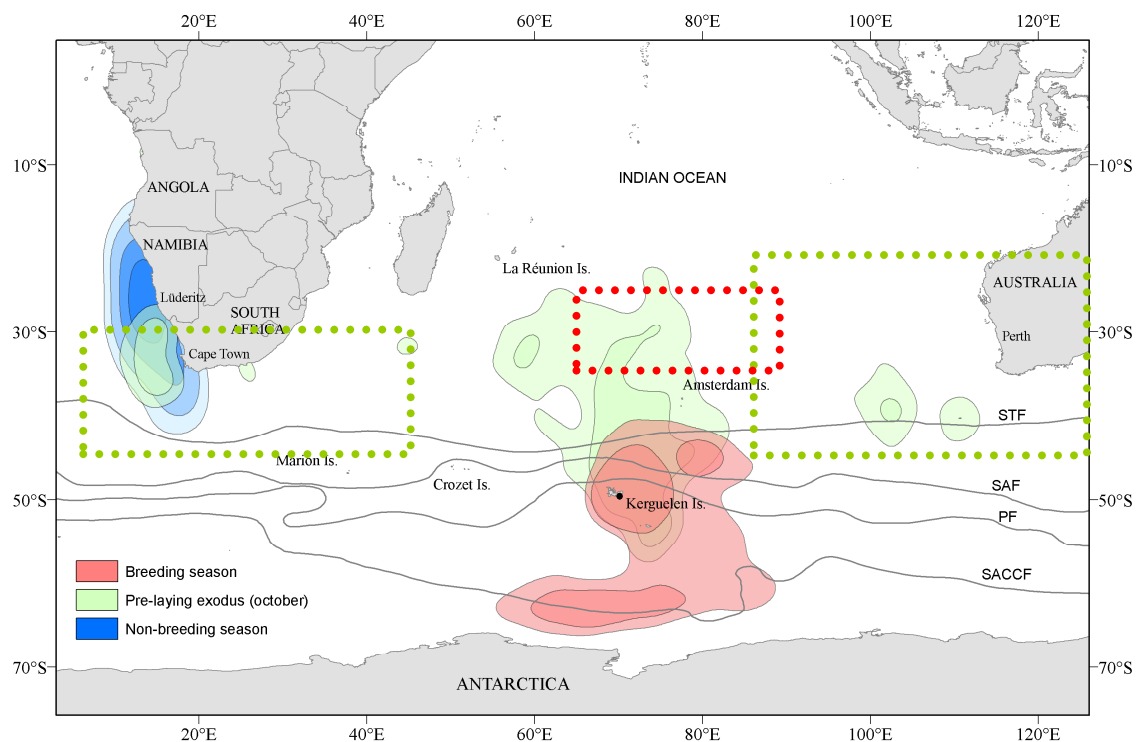 20°E 40°E 60°E 80°E 100°E 120°E
10°S 10°S
INDIAN OCEAN
ANGOLA
NAMIBIA
La Réunion Is.
AUSTRALIA
Lüderitz
SOUTH
AFRICA
30°S 30°S
Perth
Cape Town
Amsterdam Is.
STF
Marion Is.
Crozet Is.
SAF
50°S 50°S
Kerguelen Is.
PF
Breeding season
SACCF
Pre-laying exodus (october)
Non-breeding season
70°S 70°S
ANTARCTICA
20°E 40°E 60°E 80°E 100°E 120°E